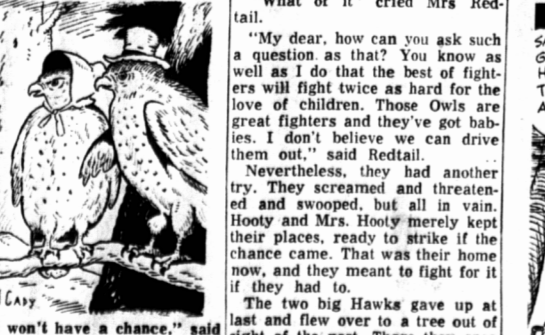 CADY
won't have a chance," said
What of it" cried Mrs Red-
tail.
"My dear, how can you ask such
a question as that? You know as
well as I do that the best of fight-
ers will fight twice as hard for the
love of children. Those Owls are
great fighters and they've got bab-
ies. I don't believe we can drive
them out," said Redtail.
Nevertheless, they had another
try. They screamed and threaten-
ed and swooped, but all in vain.
Hooty and Mrs. Hooty merely kept
their places, ready to strike if the
chance came. That was their home
now, and they meant to fight for it
if they had to.
The two big Hawks gave up at
last and flew over to a tree out of